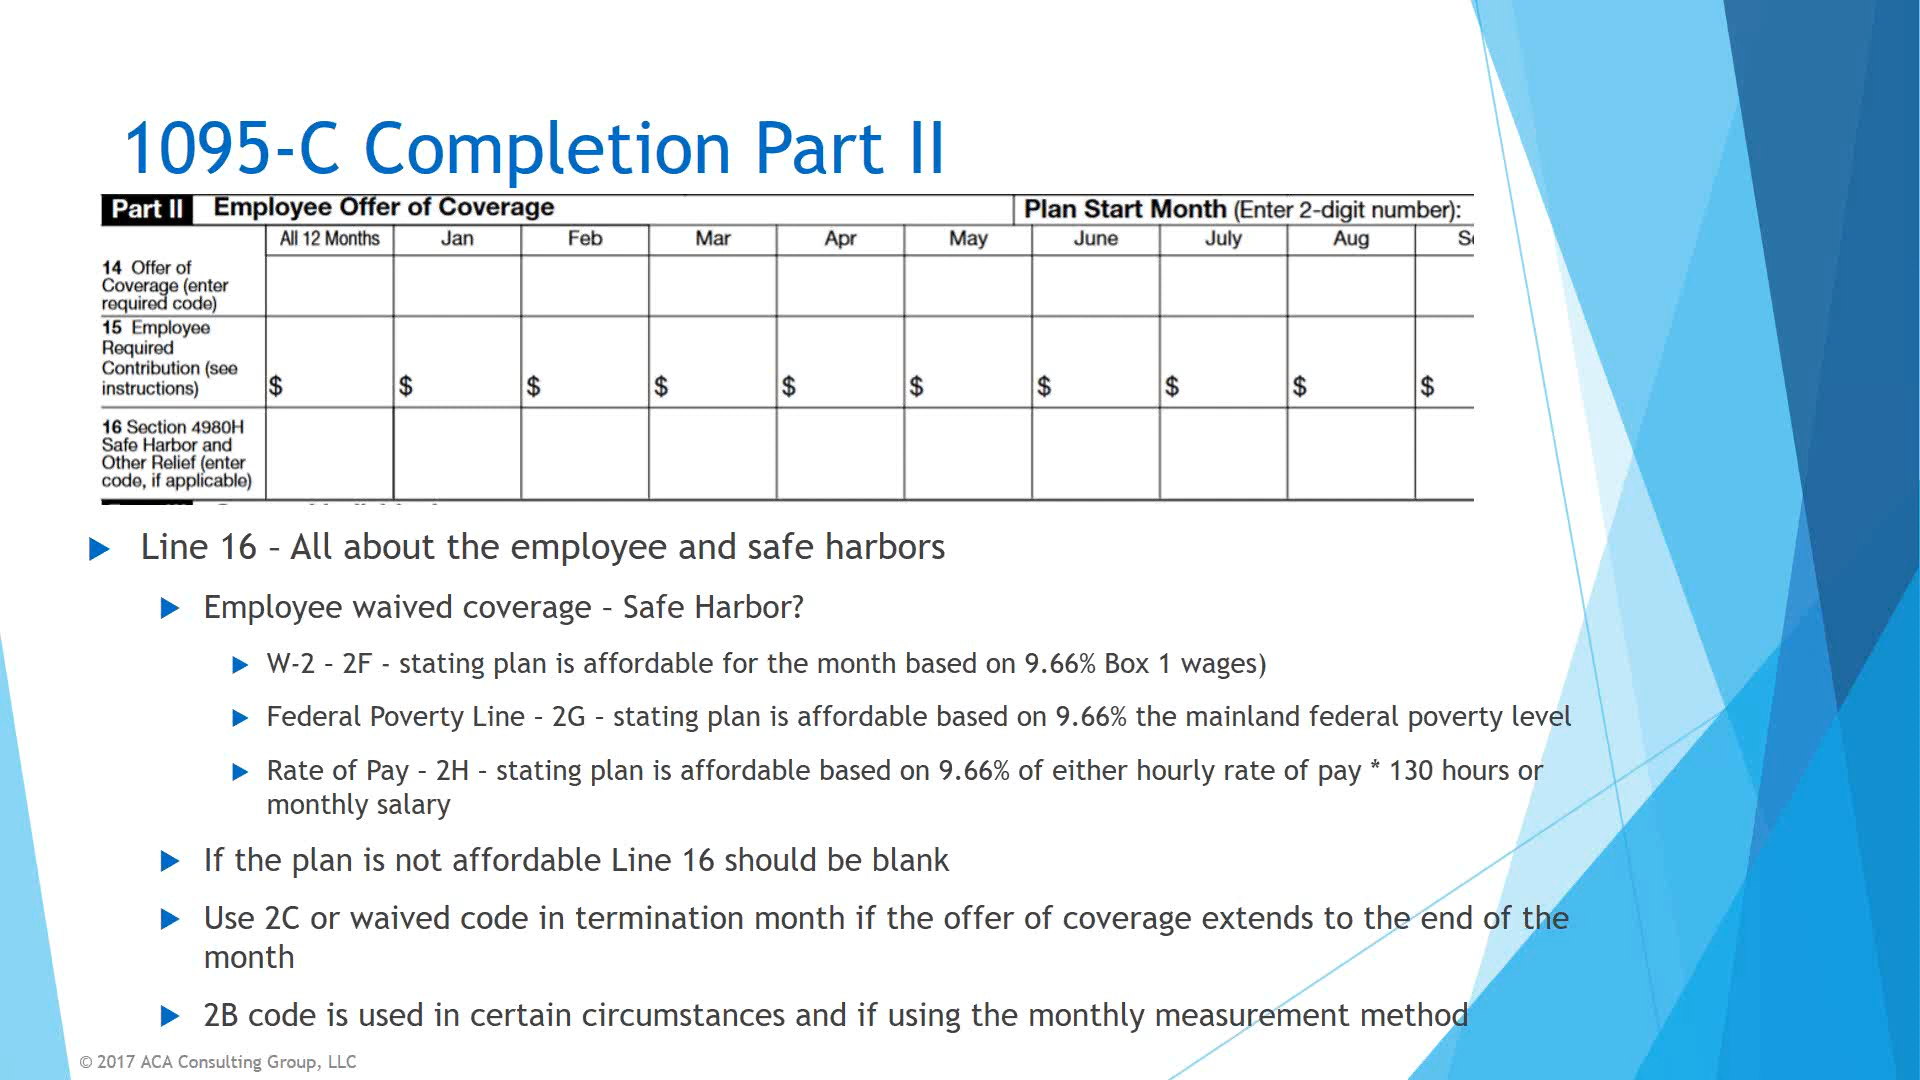 1095-C Completion Part II
Part II Employee Offer of Coverage Plan Start Month (Enter 2-digit number):
All 12 Months Jan Feb Mar Apr May June July Aug
14 Offer of
Coverage (enter
required code)
15 Employee
Required
Contribution (see
instructions) $ $ $ $ $ $ $ $ $ $
16 Section 4980H
Safe Harbor and
Other Relief (enter
code, if applicable)
Line 16 – All about the employee and safe harbors
Employee waived coverage – Safe Harbor?
W-2 – 2F - stating plan is affordable for the month based on 9.66% Box 1 wages)
Federal Poverty Line – 2G – stating plan is affordable based on 9.66% the mainland federal poverty level
Rate of Pay – 2H – stating plan is affordable based on 9.66% of either hourly rate of pay * 130 hours or
monthly salary
If the plan is not affordable Line 16 should be blank
Use 2C or waived code in termination month if the offer of coverage extends to the end of the
month
2B code is used in certain circumstances and if using the monthly measurement method
© 2017 ACA Consulting Group, LLC